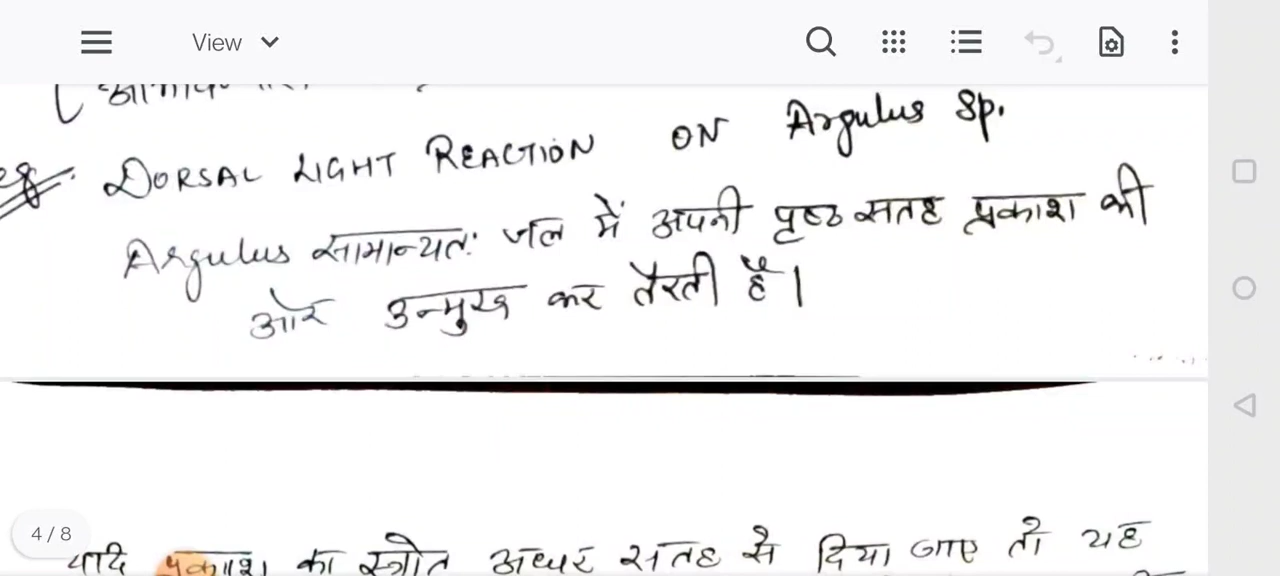 View
eg. DORSAL LIGHT REACTION ON Argulus Sp.
Argulus सामान्यतः जल में अपनी पृष्ठ सतह प्रकाश की
ओर उन्मुख कर तैरती है।
4 / 8
यदि प्रकाश का स्त्रोत अधर सतह से दिया जाए तो यह